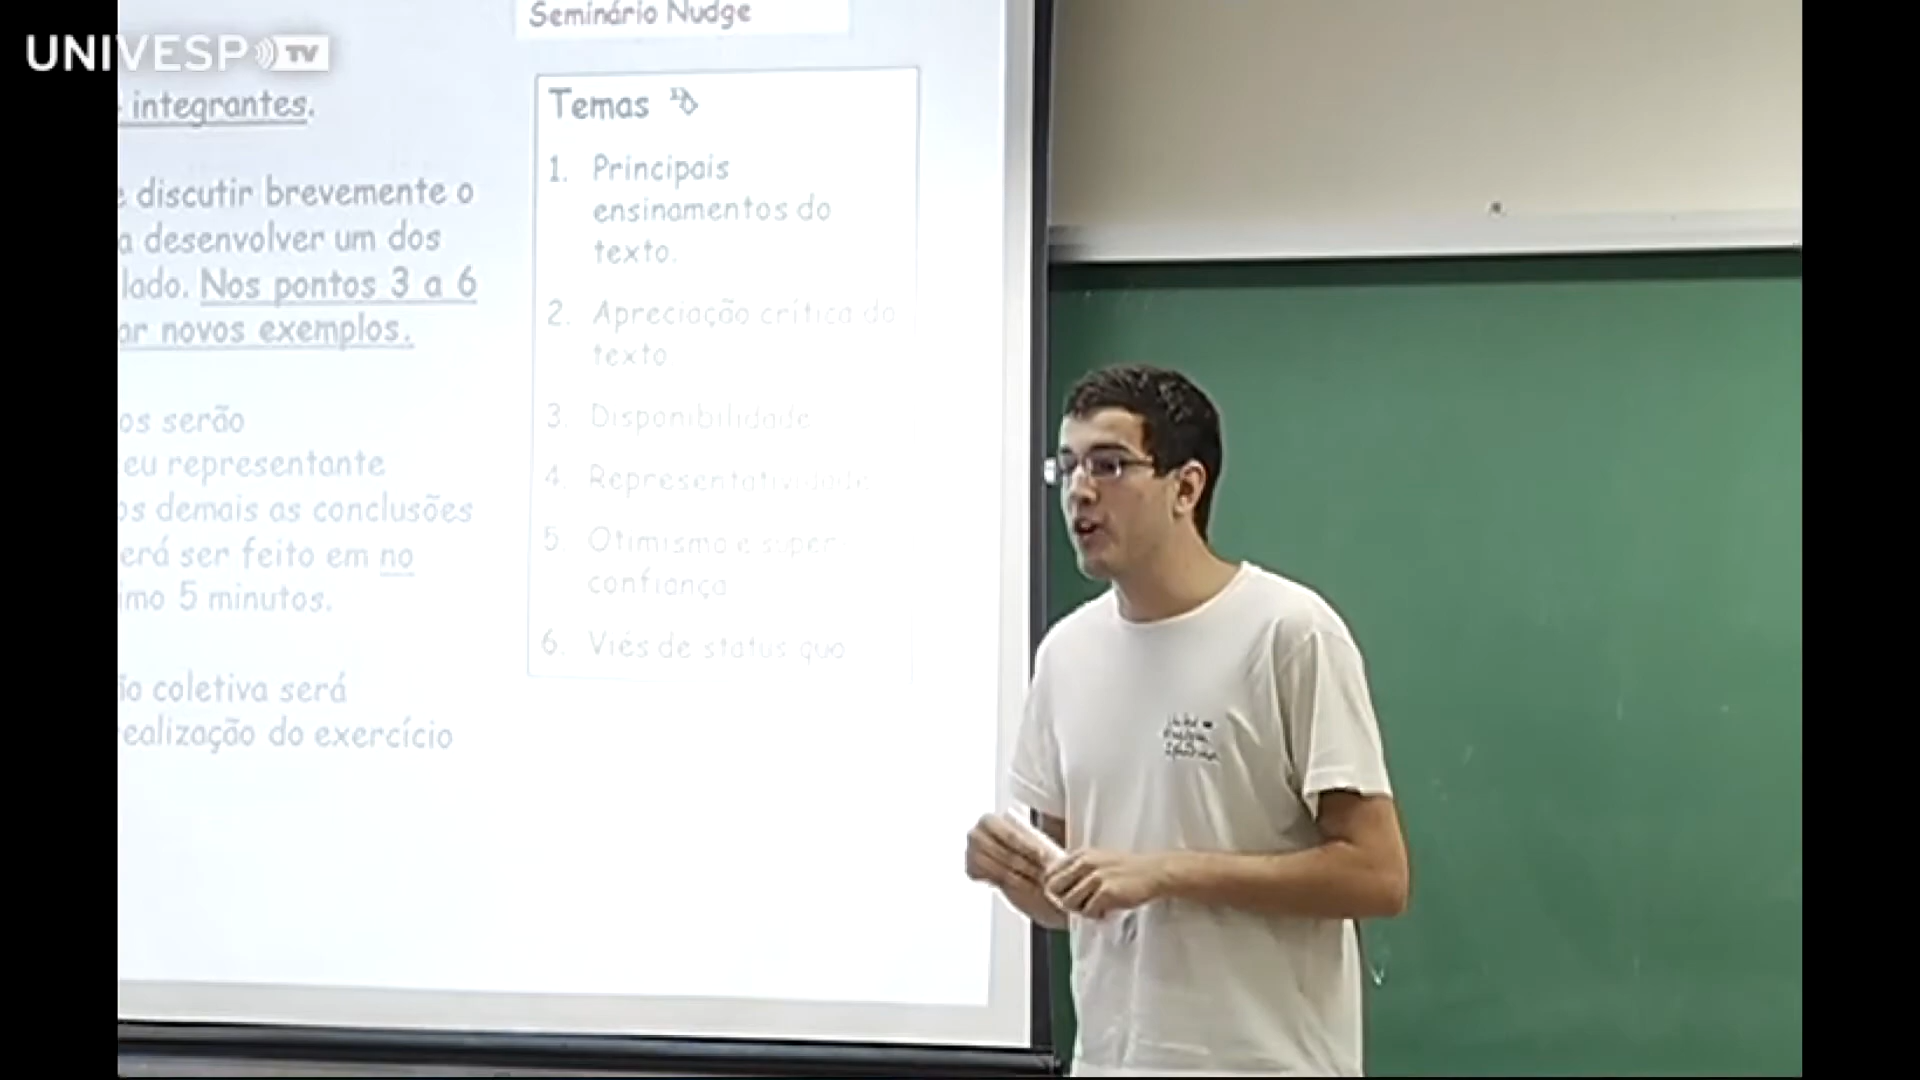 UNIVESP TV
Seminário Nudge
integrantes.
e discutir brevemente o
a desenvolver um dos
lado. Nos pontos 3 a 6
ar novos exemplos.
os serão
eu representante
os demais as conclusões
erá ser feito em no
imo 5 minutos.
ão coletiva será
realização do exercício
Temas
1. Principais
ensinamentos do
texto.
2. Apreciação crítica do
texto
3. Disponibilidade
4. Representatividade
5. Otimismo e super
confiança
6. Viés de status quo